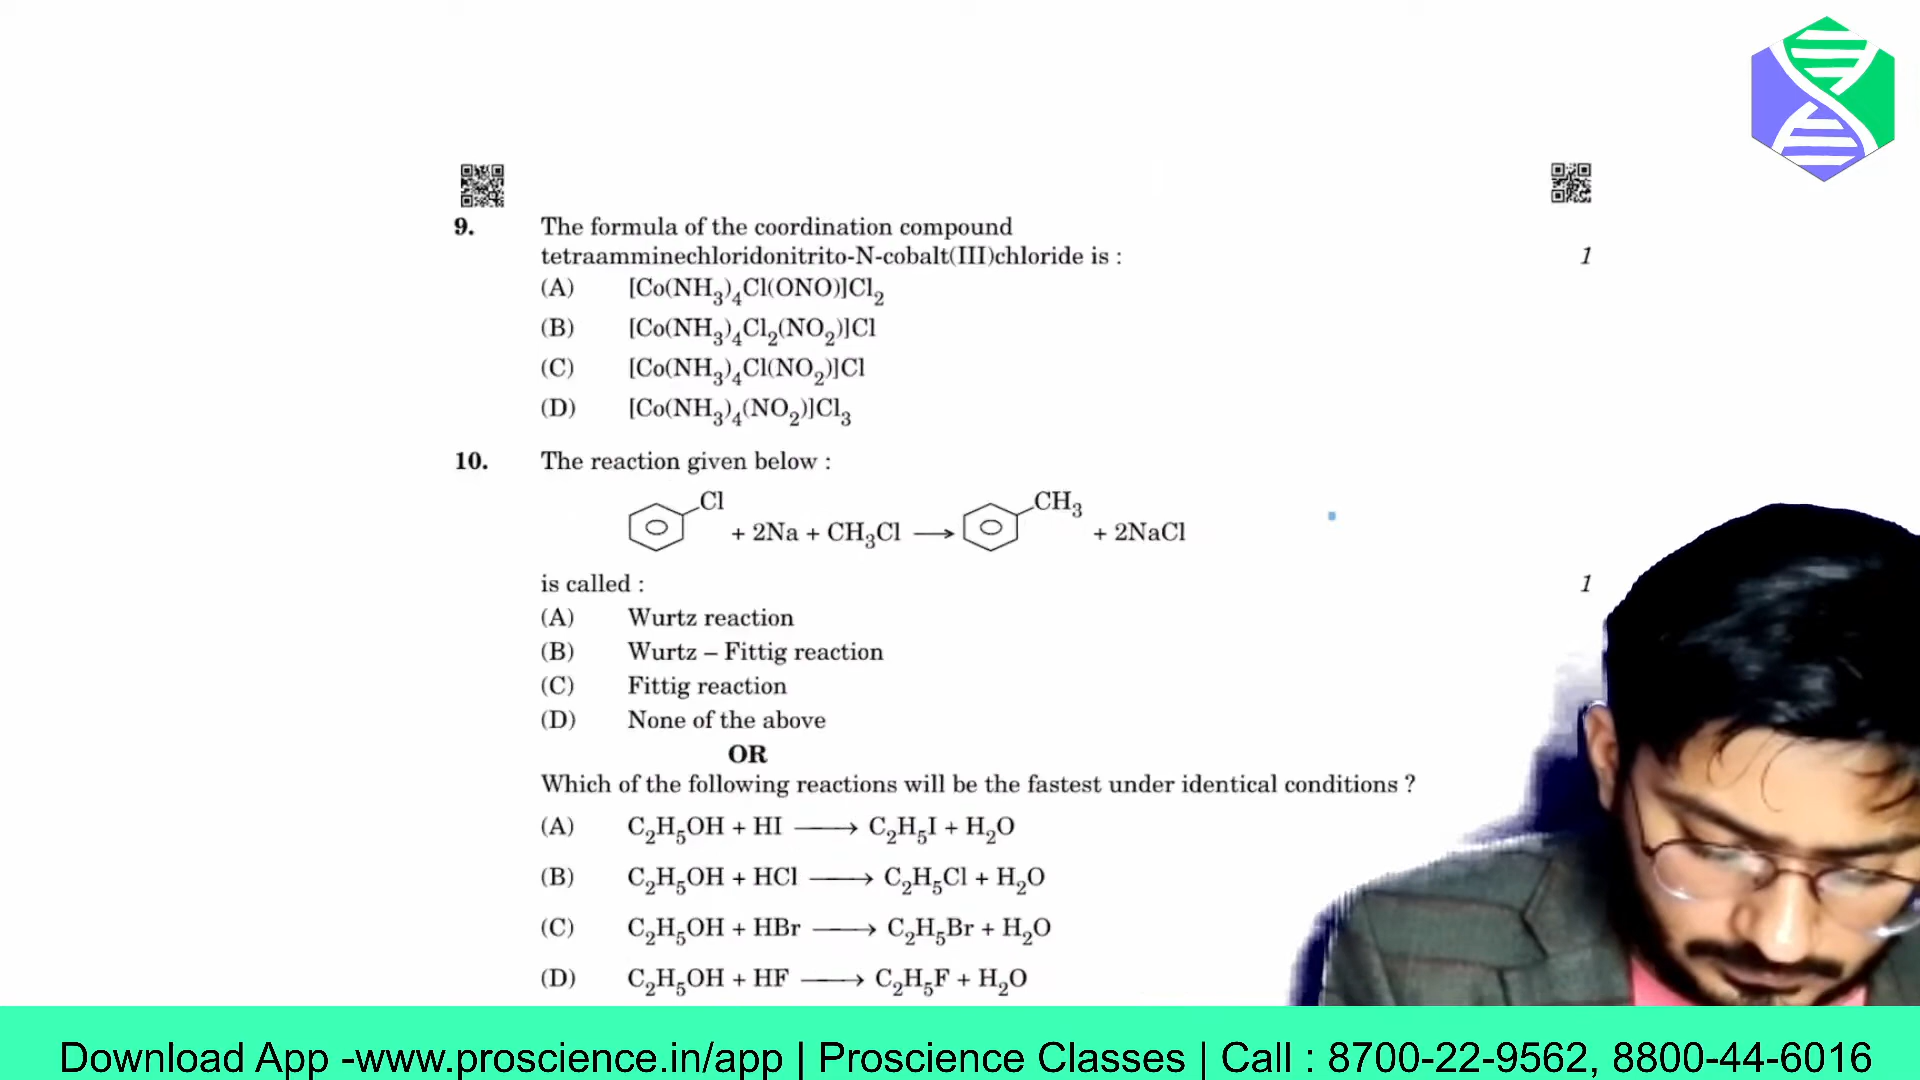 9. The formula of the coordination compound
tetraamminechloridonitrito-N-cobalt(III)chloride is : 1
(A) [Co(NH₃)₄Cl(ONO)]Cl₂
(B) [Co(NH₃)₄Cl₂(NO₂)]Cl
(C) [Co(NH₃)₄Cl(NO₂)]Cl
(D) [Co(NH₃)₄(NO₂)]Cl₃
10. The reaction given below :
Cl CH₃
+ 2Na + CH₃Cl ⟶ + 2NaCl
is called : 1
(A) Wurtz reaction
(B) Wurtz – Fittig reaction
(C) Fittig reaction
(D) None of the above
OR
Which of the following reactions will be the fastest under identical conditions ?
(A) C₂H₅OH + HI ⟶ C₂H₅I + H₂O
(B) C₂H₅OH + HCl ⟶ C₂H₅Cl + H₂O
(C) C₂H₅OH + HBr ⟶ C₂H₅Br + H₂O
(D) C₂H₅OH + HF ⟶ C₂H₅F + H₂O
Download App -www.proscience.in/app | Proscience Classes | Call : 8700-22-9562, 8800-44-6016